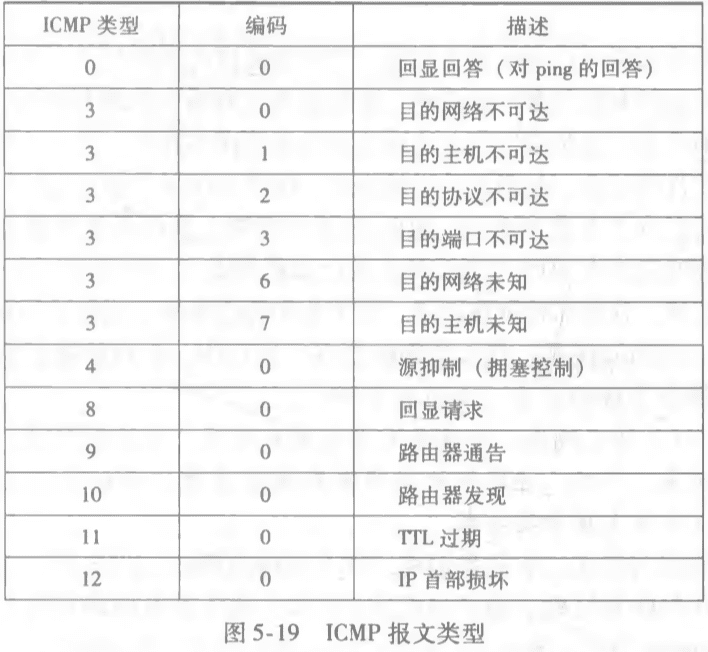 ICMP 类型 编码 描述
0 0 回显回答（对 ping 的回答）
3 0 目的网络不可达
3 1 目的主机不可达
3 2 目的协议不可达
3 3 目的端口不可达
3 6 目的网络未知
3 7 目的主机未知
4 0 源抑制（拥塞控制）
8 0 回显请求
9 0 路由器通告
10 0 路由器发现
11 0 TTL 过期
12 0 IP 首部损坏
图 5-19 ICMP 报文类型